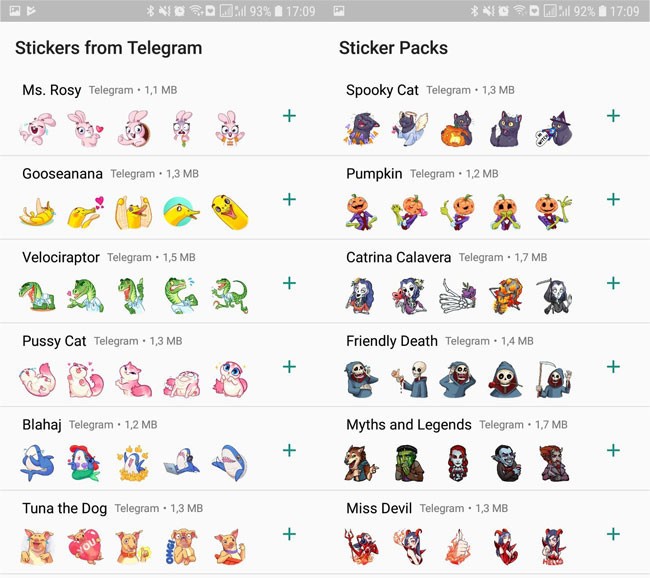 93% 17:09
Stickers from Telegram
Ms. Rosy Telegram • 1,1 MB
Gooseanana Telegram • 1,3 MB
Velociraptor Telegram • 1,5 MB
Pussy Cat Telegram • 1,3 MB
Blahaj Telegram • 1,2 MB
Tuna the Dog Telegram • 1,3 MB
YOU
92% 17:09
Sticker Packs
Spooky Cat Telegram • 1,3 MB
Pumpkin Telegram • 1,2 MB
Catrina Calavera Telegram • 1,7 MB
Friendly Death Telegram • 1,4 MB
Myths and Legends Telegram • 1,7 MB
Miss Devil Telegram • 1,3 MB